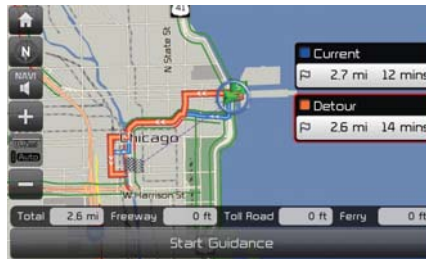 41
N State St
N
NAVI
Auto
Chicago
W Harrison St
Current
2.7 mi 12 mins
Detour
2.6 mi 14 mins
Total 2.6 mi Freeway 0 ft Toll Road 0 ft Ferry 0 ft
Start Guidance